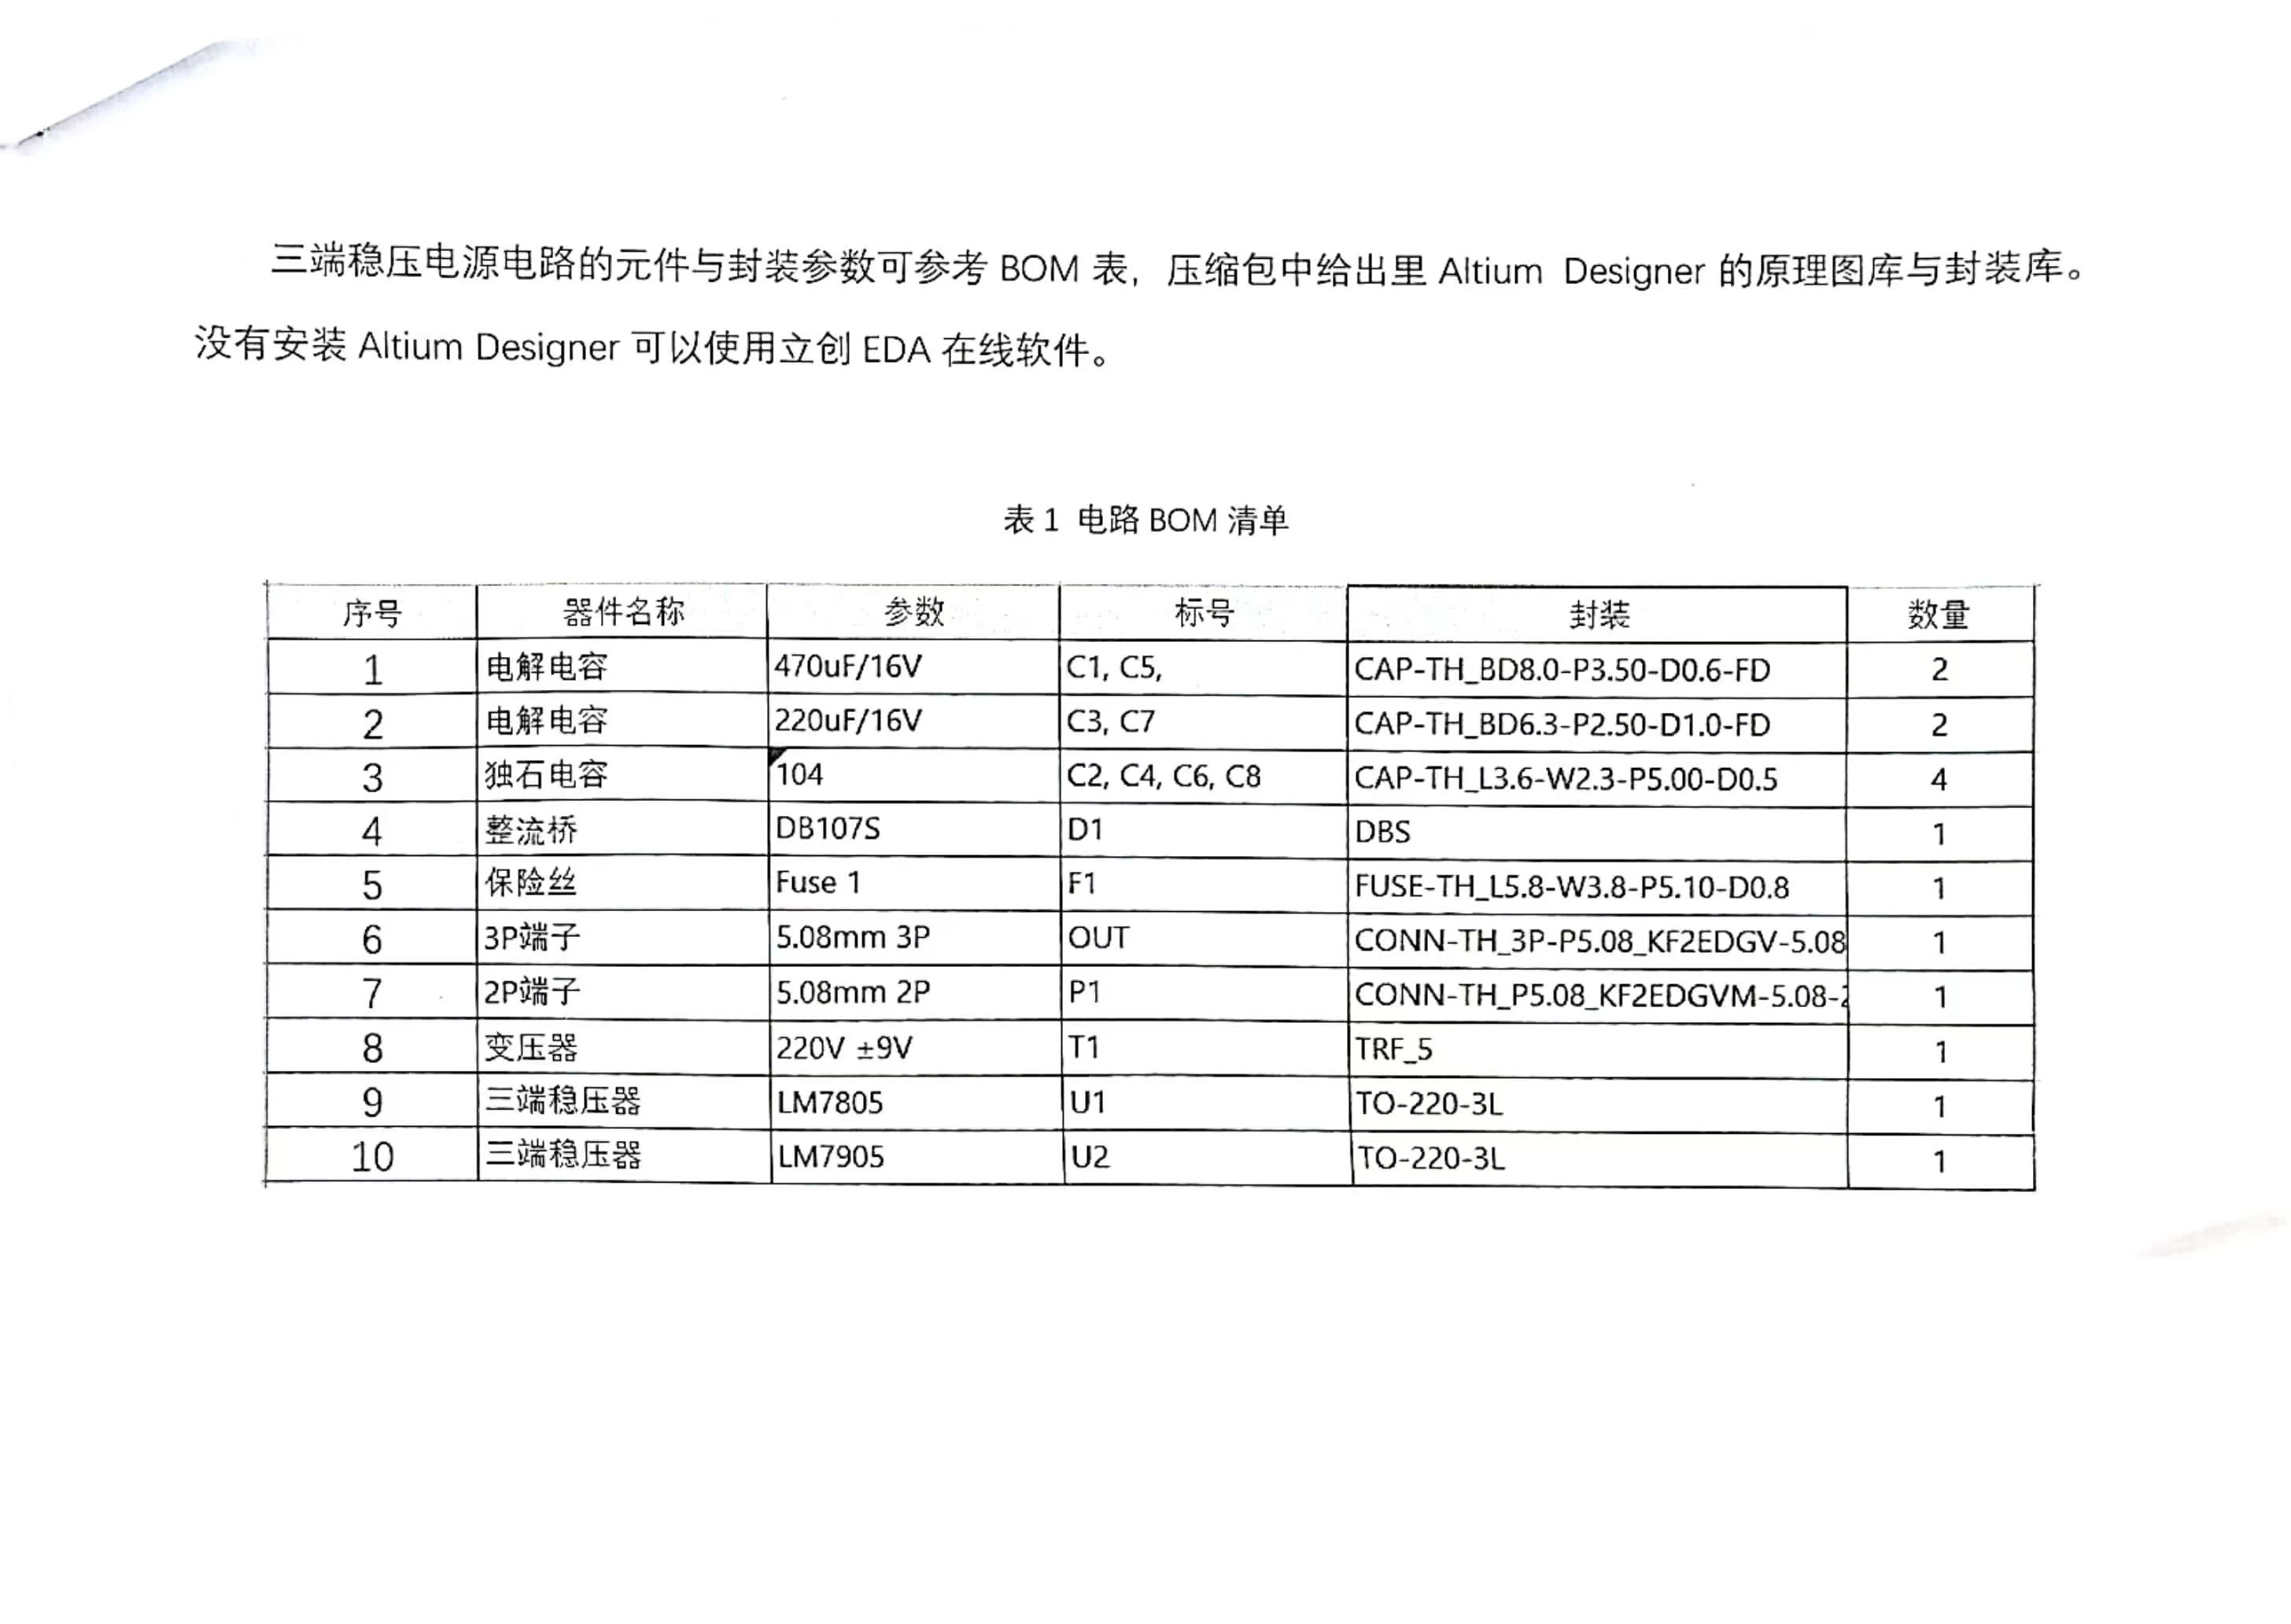 三端稳压电源电路的元件与封装参数可参考 BOM 表，压缩包中给出里 Altium Designer 的原理图库与封装库。
没有安装 Altium Designer 可以使用立创 EDA 在线软件。
表 1 电路 BOM 清单
序号 器件名称 参数 标号 封装 数量
1 电解电容 470uF/16V C1, C5, CAP-TH_BD8.0-P3.50-D0.6-FD 2
2 电解电容 220uF/16V C3, C7 CAP-TH_BD6.3-P2.50-D1.0-FD 2
3 独石电容 104 C2, C4, C6, C8 CAP-TH_L3.6-W2.3-P5.00-D0.5 4
4 整流桥 DB107S D1 DBS 1
5 保险丝 Fuse 1 F1 FUSE-TH_L5.8-W3.8-P5.10-D0.8 1
6 3P端子 5.08mm 3P OUT CONN-TH_3P-P5.08_KF2EDGV-5.08 1
7 2P端子 5.08mm 2P P1 CONN-TH_P5.08_KF2EDGVM-5.08-2 1
8 变压器 220V ±9V T1 TRF_5 1
9 三端稳压器 LM7805 U1 TO-220-3L 1
10 三端稳压器 LM7905 U2 TO-220-3L 1